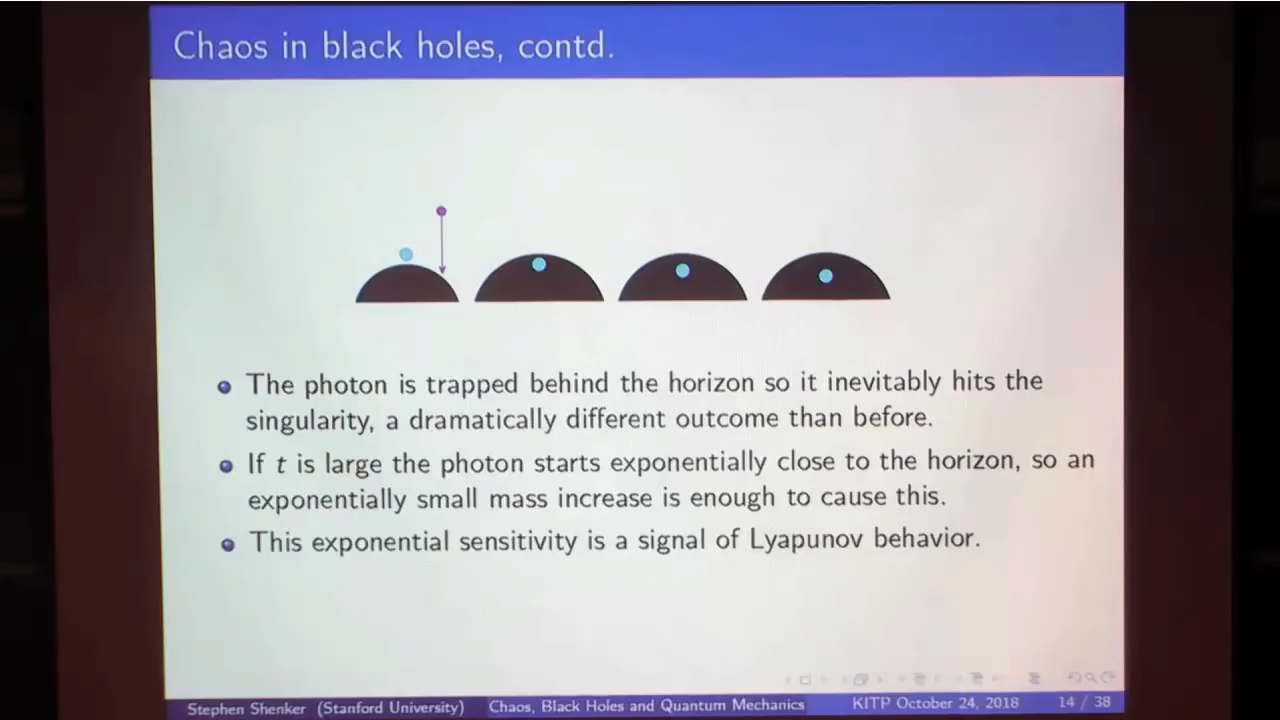 Chaos in black holes, contd.
The photon is trapped behind the horizon so it inevitably hits the
singularity, a dramatically different outcome than before.
If t is large the photon starts exponentially close to the horizon, so an
exponentially small mass increase is enough to cause this.
This exponential sensitivity is a signal of Lyapunov behavior.
Stephen Shenker (Stanford University) Chaos, Black Holes and Quantum Mechanics KITP October 24, 2018 14 / 38